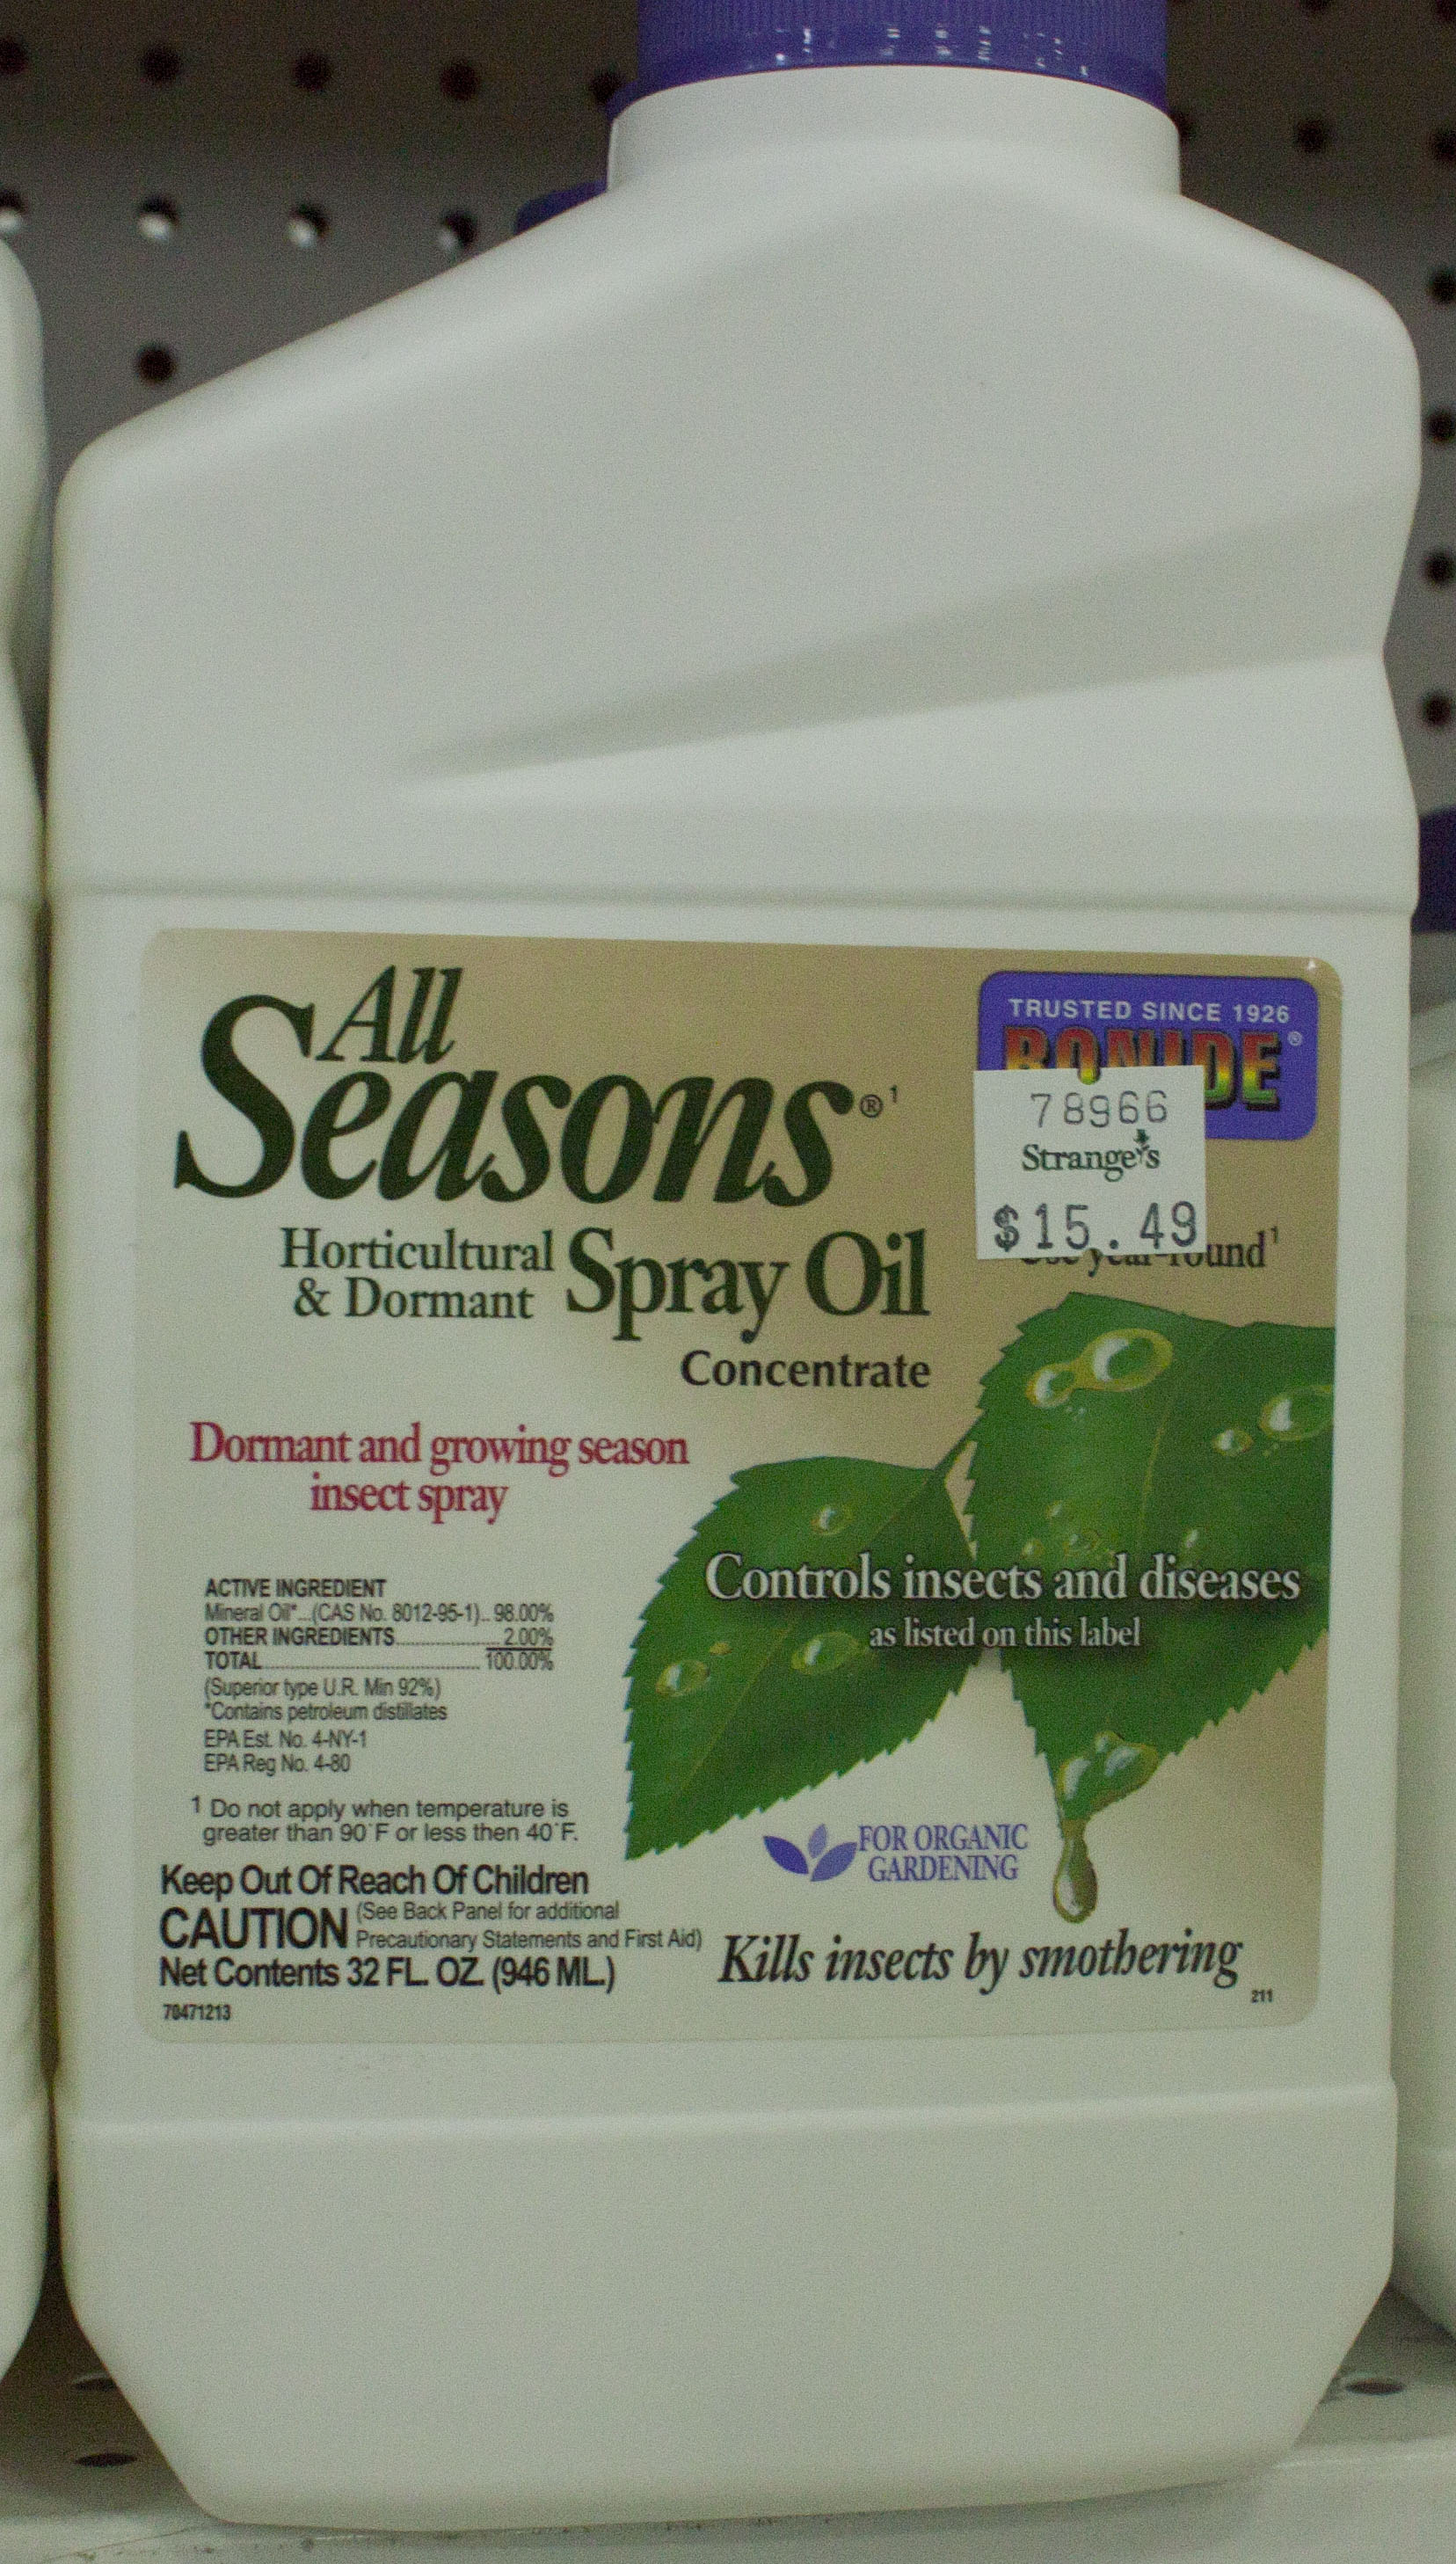 All
Seasons®1
Horticultural
& Dormant
Spray Oil
Concentrate
TRUSTED SINCE 1926
BONIDE®
78966
Strange's
$15.49
year-round1
Dormant and growing season
insect spray
Controls insects and diseases
as listed on this label
ACTIVE INGREDIENT
Mineral Oil*...(CAS No. 8012-95-1)... 98.00%
OTHER INGREDIENTS..................... 2.00%
TOTAL............................................ 100.00%
(Superior type U.R. Min 92%)
*Contains petroleum distillates
EPA Est. No. 4-NY-1
EPA Reg No. 4-80
1 Do not apply when temperature is
greater than 90°F or less then 40°F.
FOR ORGANIC
GARDENING
Keep Out Of Reach Of Children
CAUTION (See Back Panel for additional
Precautionary Statements and First Aid)
Net Contents 32 FL. OZ. (946 ML.)
Kills insects by smothering
70471213
211